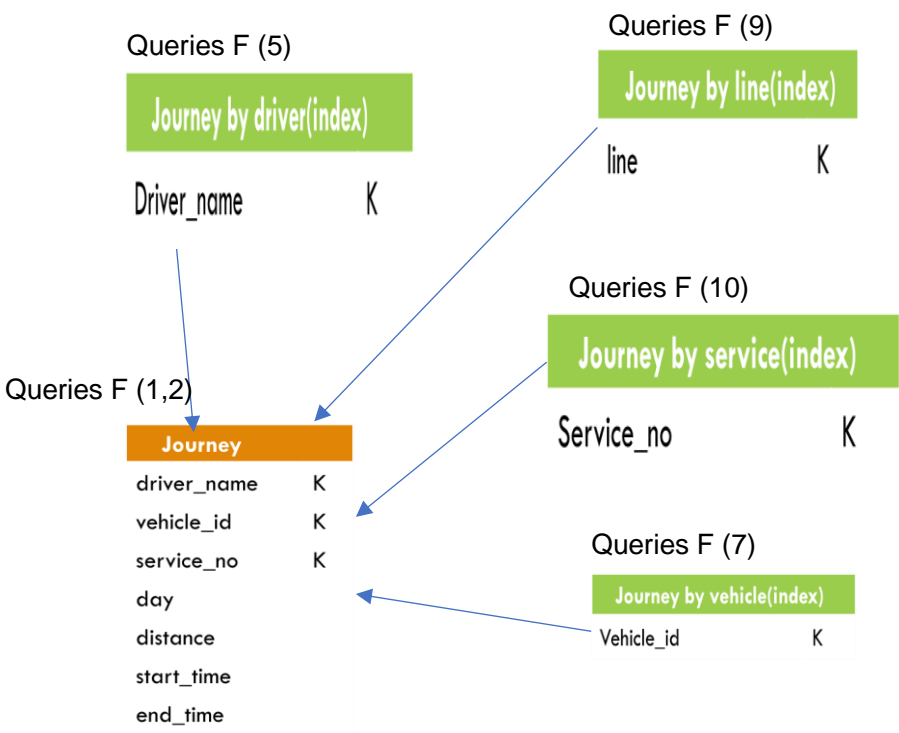 Queries F (5)
Journey by driver(index)
Driver_name K
Queries F (9)
Journey by line(index)
line K
Queries F (10)
Journey by service(index)
Service_no K
Queries F (1,2)
Journey
driver_name K
vehicle_id K
service_no K
day
distance
start_time
end_time
Queries F (7)
Journey by vehicle(index)
Vehicle_id K